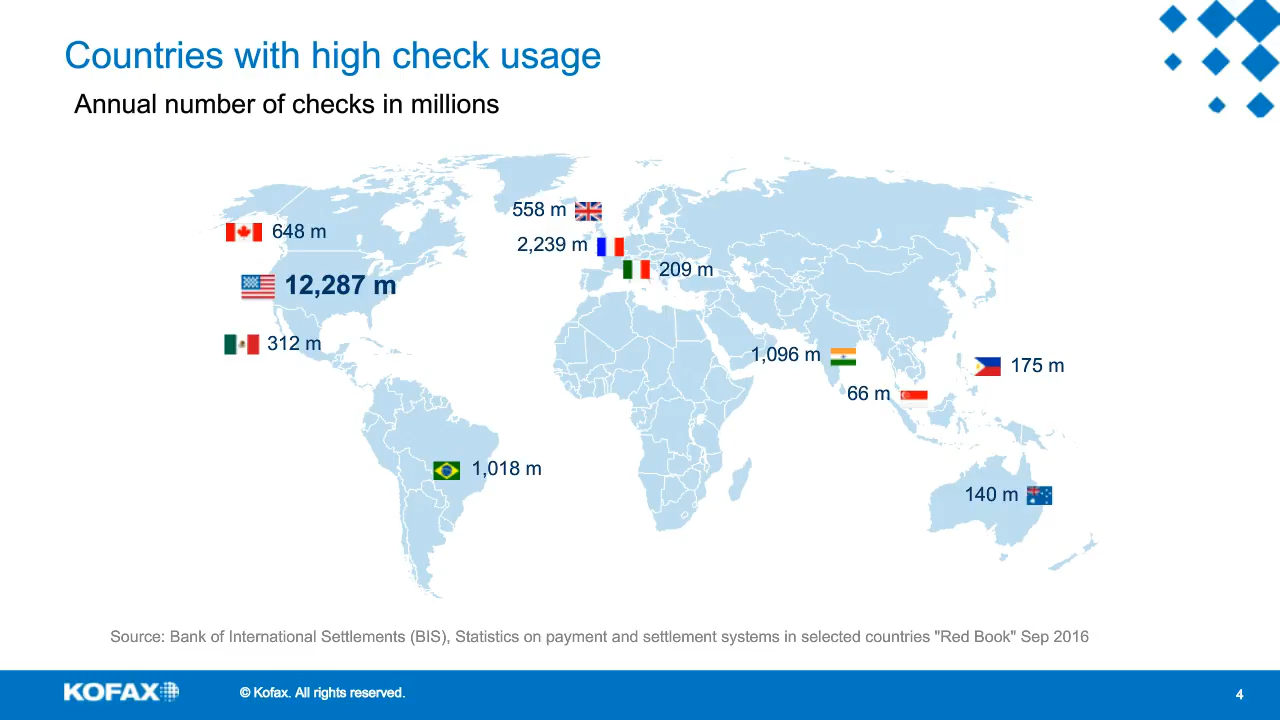 Countries with high check usage
Annual number of checks in millions
558 m
648 m
2,239 m
209 m
12,287 m
312 m
1,096 m
175 m
66 m
1,018 m
140 m
Source: Bank of International Settlements (BIS), Statistics on payment and settlement systems in selected countries "Red Book" Sep 2016
KOFAX
© Kofax. All rights reserved.
4